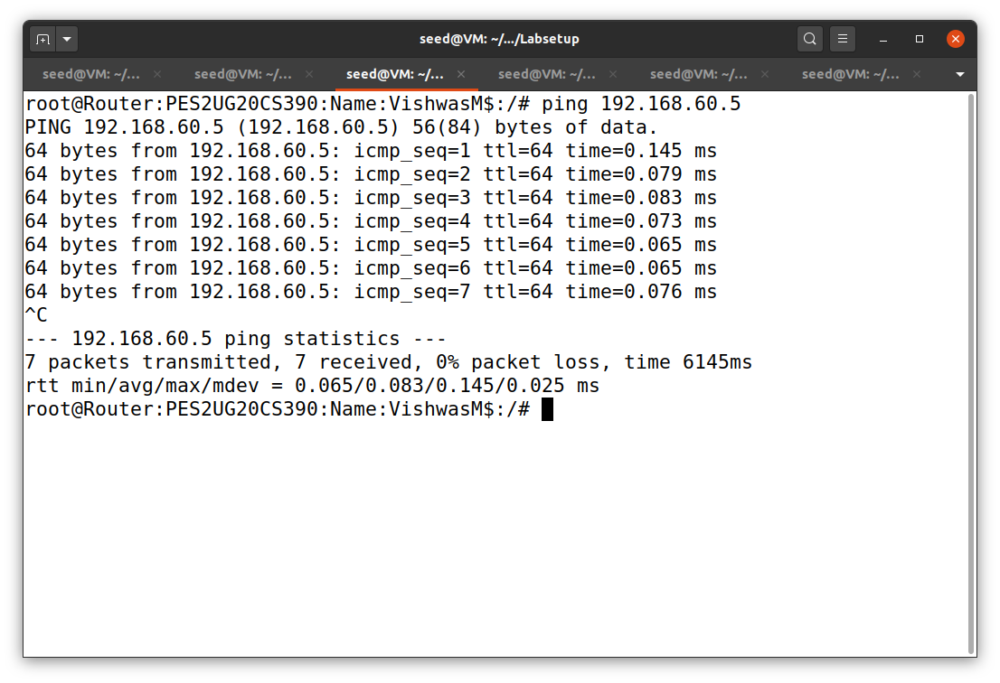 seed@VM: ~/.../Labsetup
seed@VM: ~/... seed@VM: ~/... seed@VM: ~/... seed@VM: ~/... seed@VM: ~/... seed@VM: ~/...
root@Router:PES2UG20CS390:Name:VishwasM$:/# ping 192.168.60.5
PING 192.168.60.5 (192.168.60.5) 56(84) bytes of data.
64 bytes from 192.168.60.5: icmp_seq=1 ttl=64 time=0.145 ms
64 bytes from 192.168.60.5: icmp_seq=2 ttl=64 time=0.079 ms
64 bytes from 192.168.60.5: icmp_seq=3 ttl=64 time=0.083 ms
64 bytes from 192.168.60.5: icmp_seq=4 ttl=64 time=0.073 ms
64 bytes from 192.168.60.5: icmp_seq=5 ttl=64 time=0.065 ms
64 bytes from 192.168.60.5: icmp_seq=6 ttl=64 time=0.065 ms
64 bytes from 192.168.60.5: icmp_seq=7 ttl=64 time=0.076 ms
^C
--- 192.168.60.5 ping statistics ---
7 packets transmitted, 7 received, 0% packet loss, time 6145ms
rtt min/avg/max/mdev = 0.065/0.083/0.145/0.025 ms
root@Router:PES2UG20CS390:Name:VishwasM$:/#